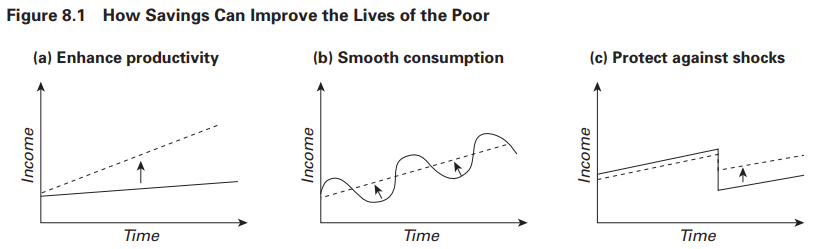 Figure 8.1 How Savings Can Improve the Lives of the Poor
(a) Enhance productivity
Income
Time
(b) Smooth consumption
Income
Time
(c) Protect against shocks
Income
Time